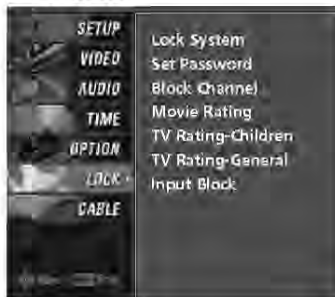 SETUP
VIDEO
AUDIO
TIME
OPTION
LOCK
CABLE
Lock System
Set Password
Block Channel
Movie Rating
TV Rating-Children
TV Rating-General
Input Block